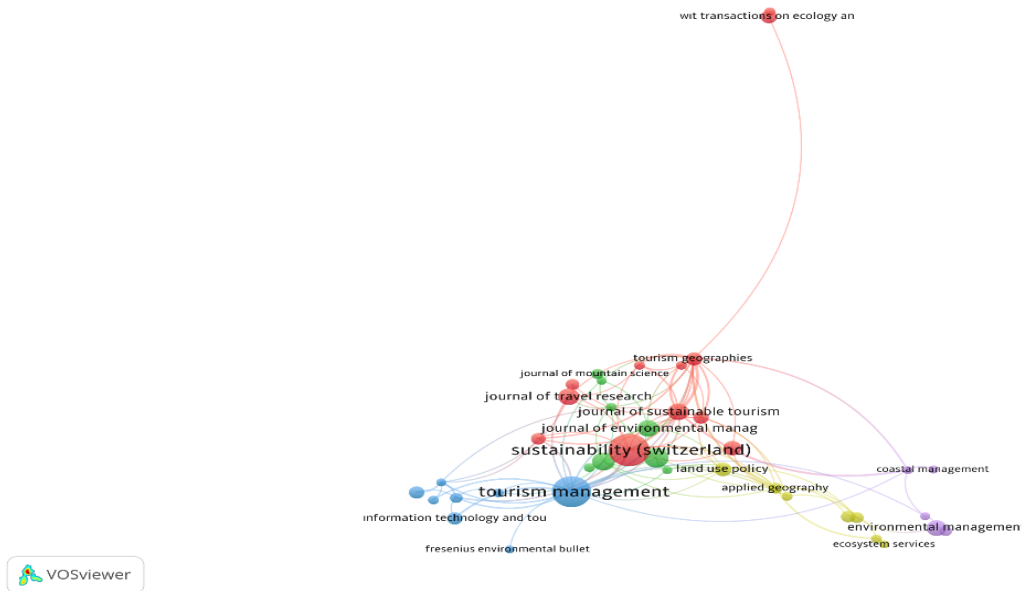 wit transactions on ecology an
tourism geographies
journal of mountain science
journal of travel research
journal of sustainable tourism
journal of environmental manag
sustainability (switzerland)
land use policy
coastal management
tourism management
applied geography
information technology and tou
environmental managemen
fresenius environmental bullet
ecosystem services
VOSviewer